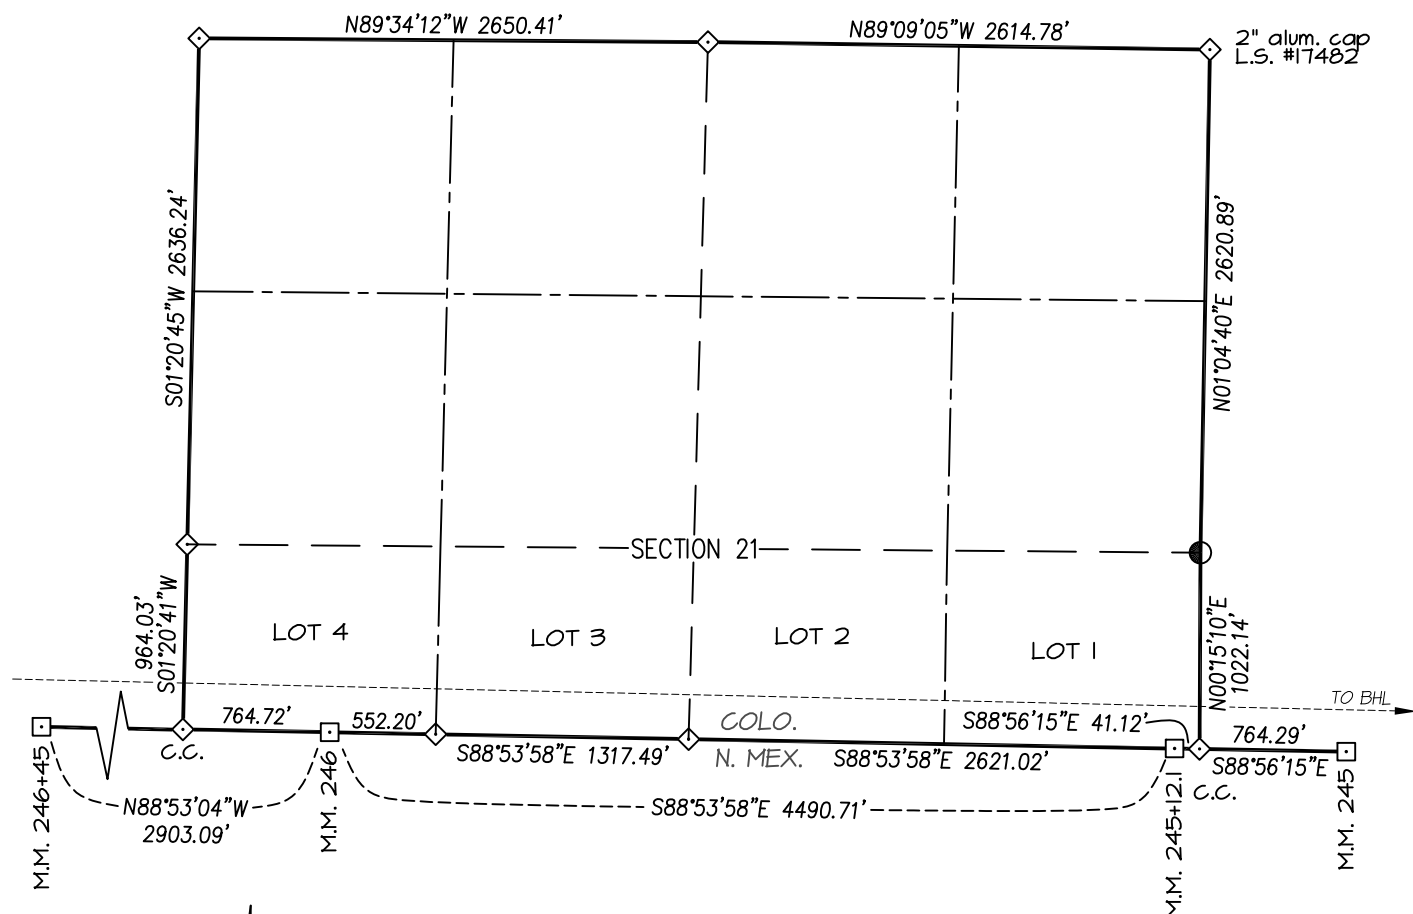 N89°34'12"W 2650.41'
N89°09'05"W 2614.78'
2" alum. cap
L.S. #17482
S01°20'45"W 2636.24'
N01°04'40"E 2620.89'
SECTION 21
964.03'
S01°20'41"W
LOT 4
LOT 3
LOT 2
LOT 1
N00°15'10"E
1022.14'
TO BHL
764.72'
552.20'
COLO.
S88°56'15"E 41.12'
764.29'
C.C.
S88°53'58"E 1317.49'
N. MEX.
S88°53'58"E 2621.02'
S88°56'15"E
C.C.
M.M. 246+45
N88°53'04"W
2903.09'
M.M. 246
S88°53'58"E 4490.71'
M.M. 245+12.1
M.M. 245